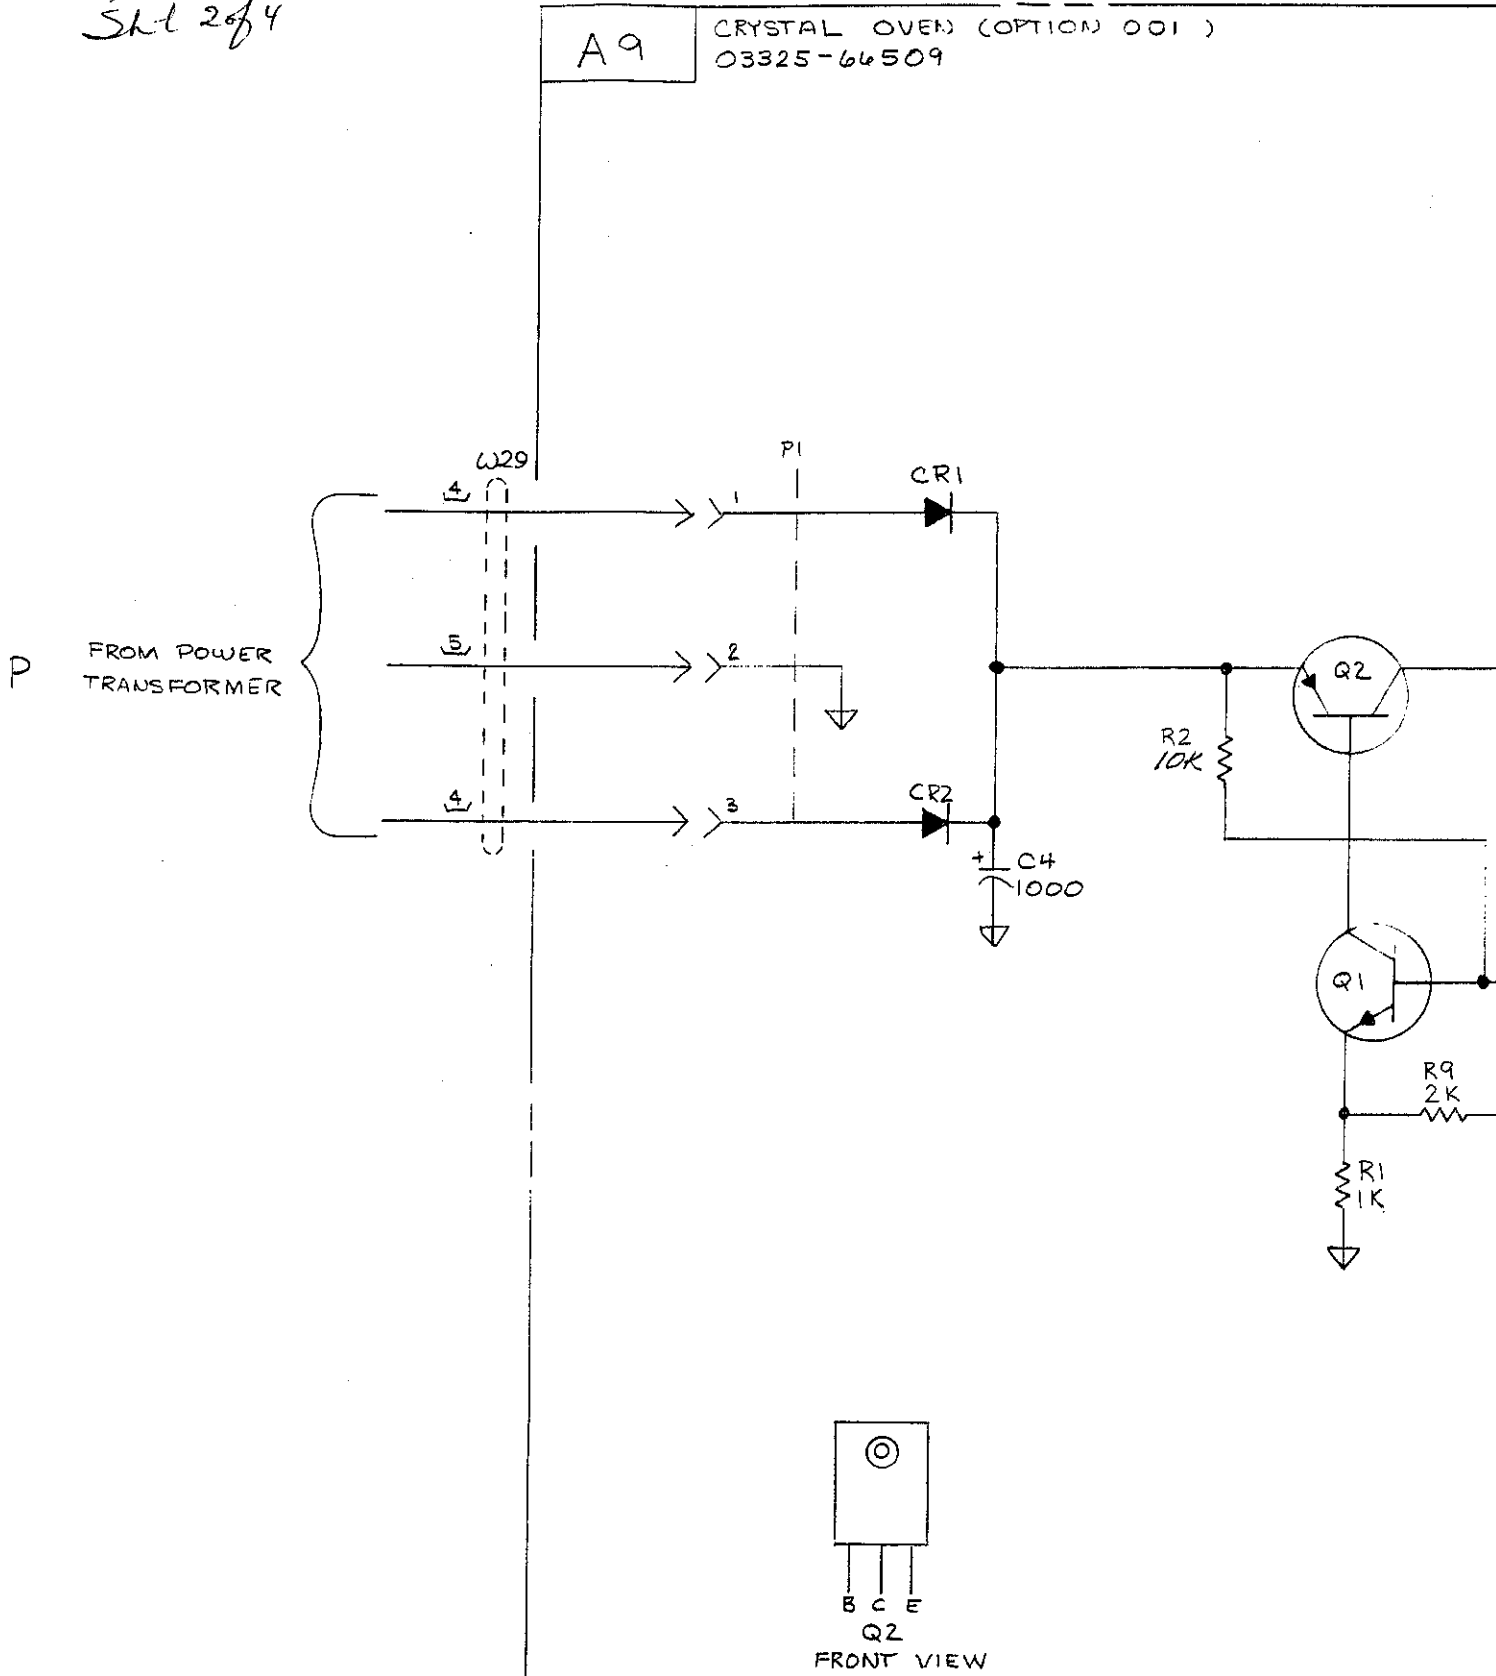 Sht 2 of 4
A9
CRYSTAL OVEN (OPTION 001 )
03325-66509
W29
P1
CR1
4
1
P
FROM POWER
TRANSFORMER
5
2
Q2
R2
10K
4
3
CR2
+
C4
1000
Q1
R9
2K
R1
1K
B C E
Q2
FRONT VIEW